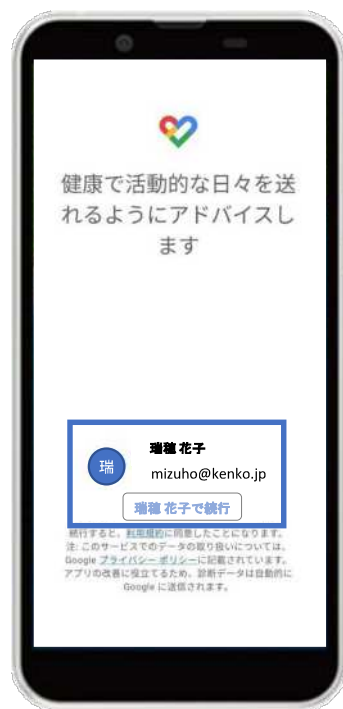 健康で活動的な日々を送
れるようにアドバイスし
ます
瑞穂 花子
瑞
mizuho@kenko.jp
瑞穂 花子で続行
続行すると、利用規約に同意したことになります。
注: このサービスでのデータの取り扱いについては、
Google プライバシー ポリシーに記載されています。
アプリの改善に役立てるため、診断データは自動的に
Google に送信されます。